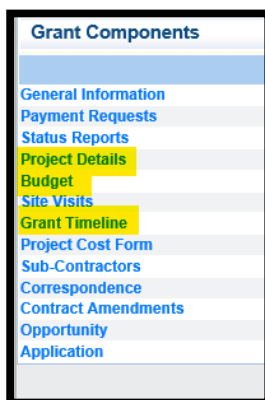 Grant Components
General Information
Payment Requests
Status Reports
Project Details
Budget
Site Visits
Grant Timeline
Project Cost Form
Sub-Contractors
Correspondence
Contract Amendments
Opportunity
Application